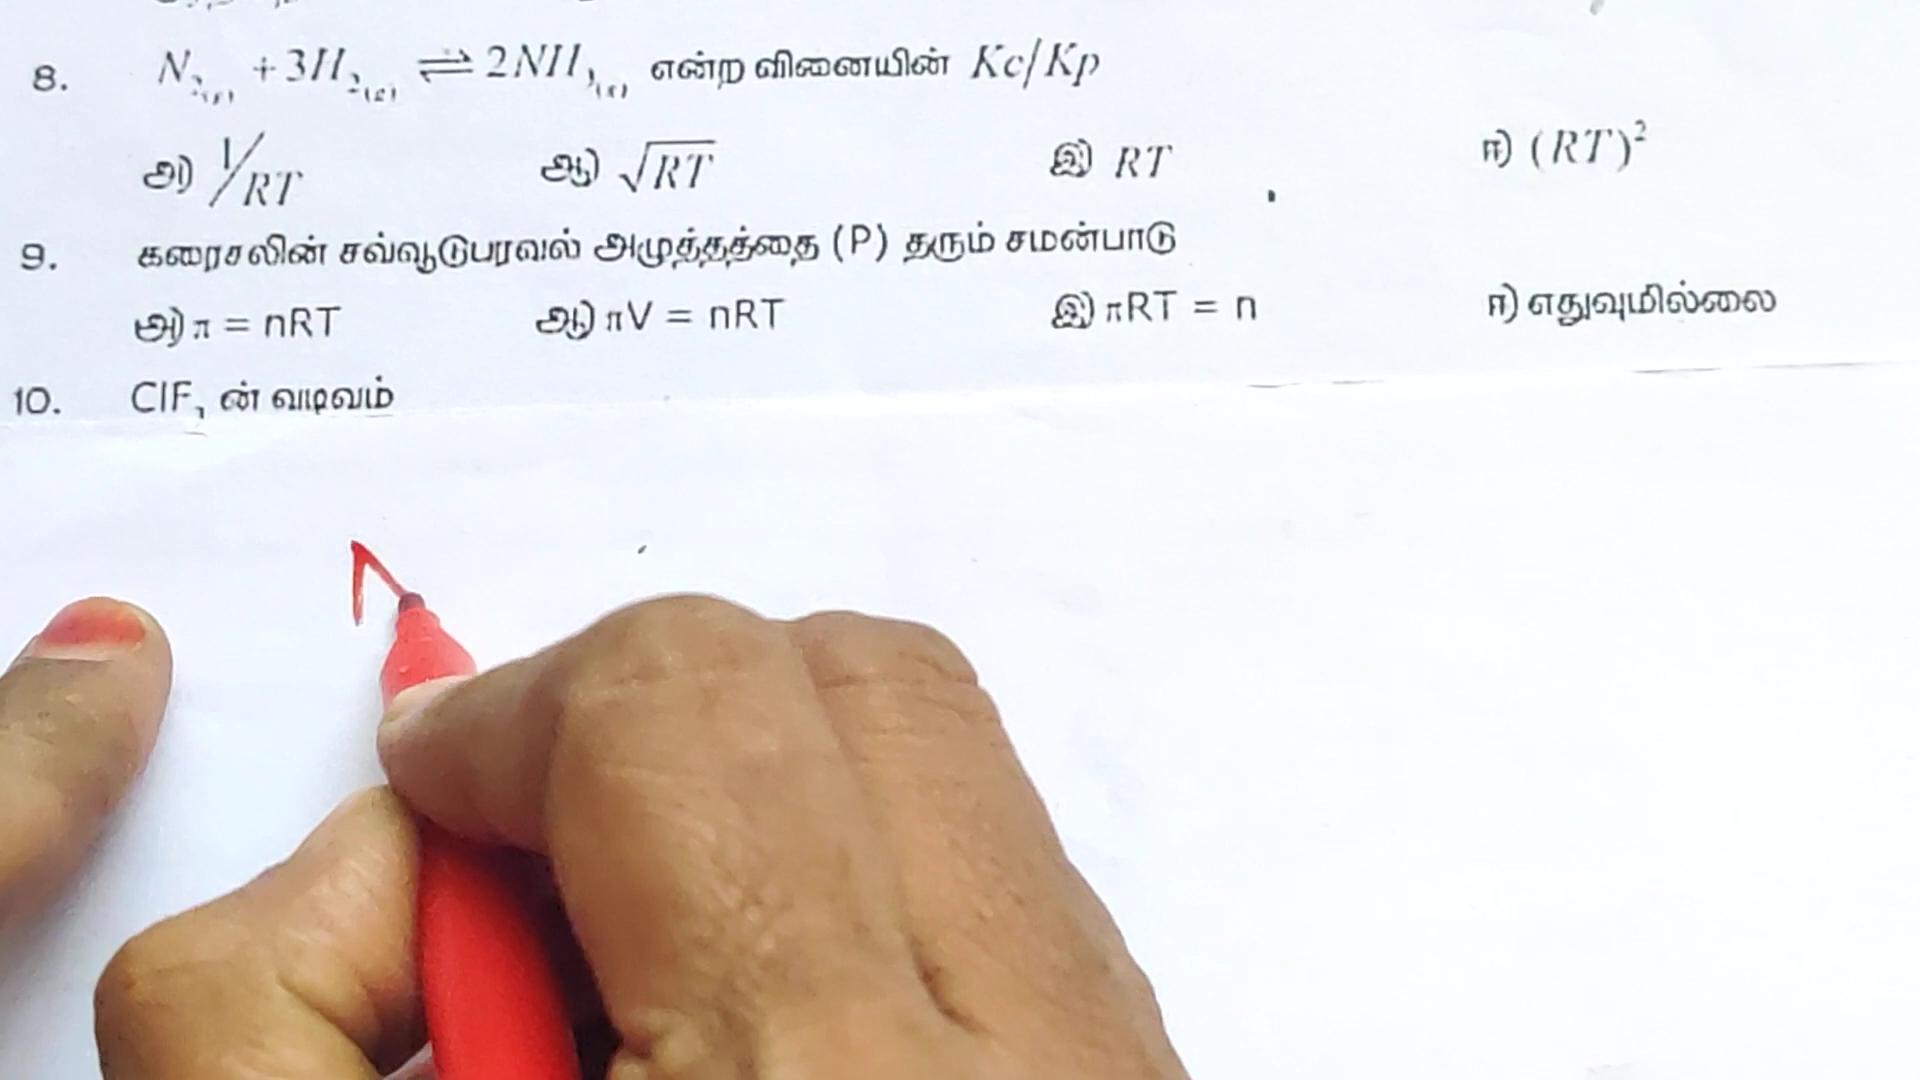 8. N₂(g) + 3H₂(g) ⇌ 2NH₃(g) என்ற வினையின் Kc/Kp
அ) 1/RT ஆ) √RT இ) RT ஈ) (RT)²
9. கரைசலின் சவ்வூடுபரவல் அழுத்தத்தை (P) தரும் சமன்பாடு
அ) π = nRT ஆ) πV = nRT இ) πRT = n ஈ) எதுவுமில்லை
10. ClF₃ ன் வடிவம்